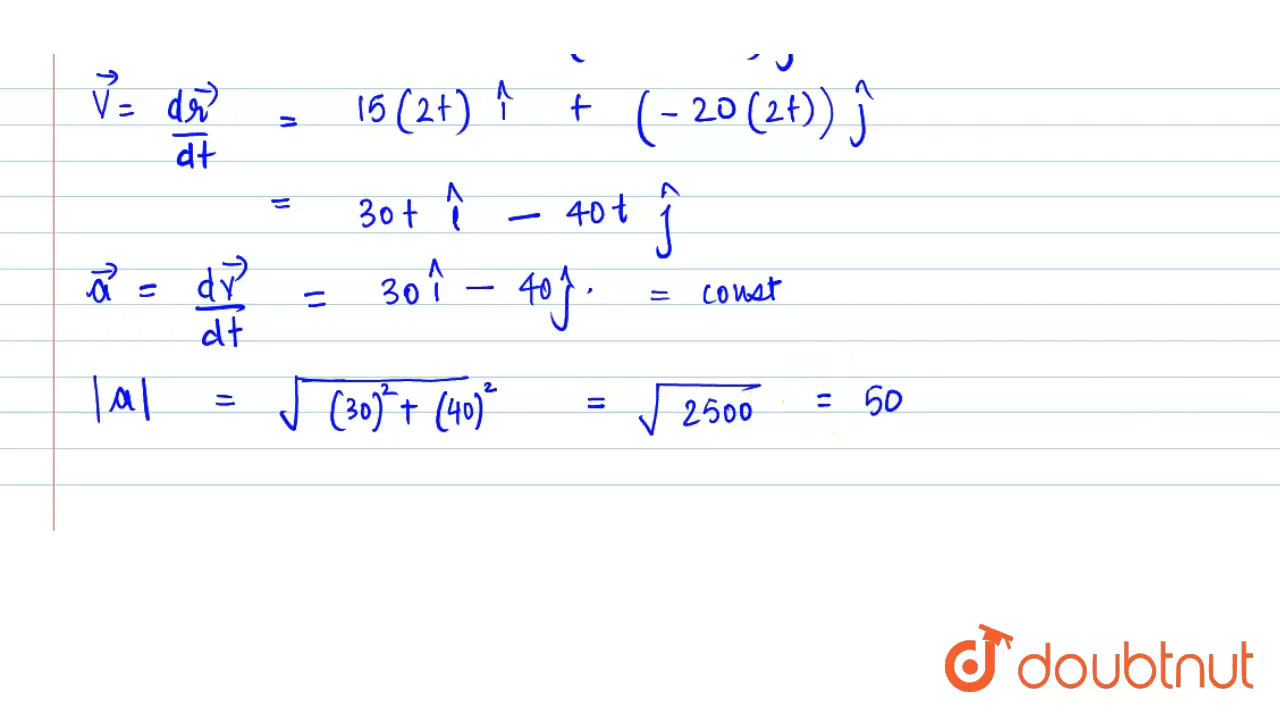 V⃗ = dr⃗/dt = 15(2t) î + (-20(2t)) ĵ
= 30t î - 40t ĵ
a⃗ = dv⃗/dt = 30 î - 40 ĵ. = const
|a| = √(30)² + (40)² = √2500 = 50
doubtnut